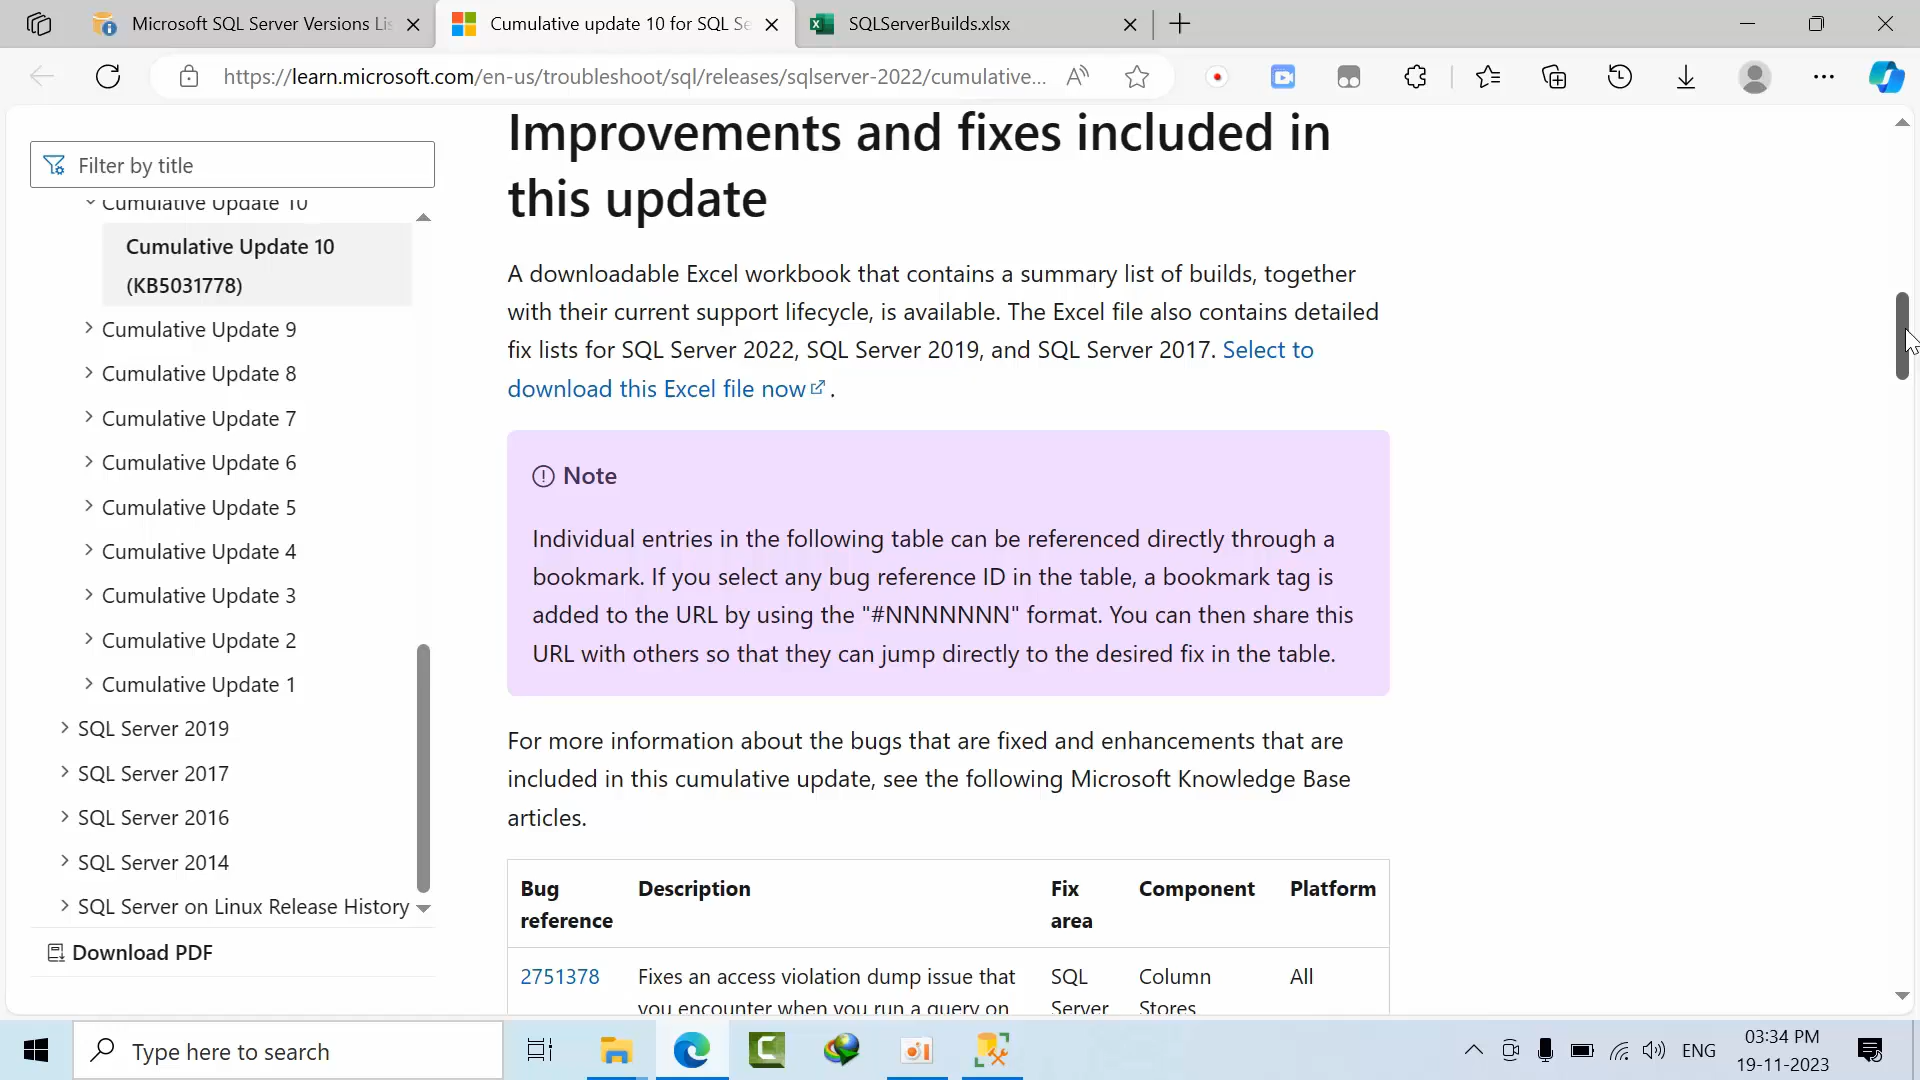 Microsoft SQL Server Versions Lis
Cumulative update 10 for SQL Se
SQLServerBuilds.xlsx
https://learn.microsoft.com/en-us/troubleshoot/sql/releases/sqlserver-2022/cumulative...
Filter by title
Cumulative Update 10
Cumulative Update 10
(KB5031778)
Cumulative Update 9
Cumulative Update 8
Cumulative Update 7
Cumulative Update 6
Cumulative Update 5
Cumulative Update 4
Cumulative Update 3
Cumulative Update 2
Cumulative Update 1
SQL Server 2019
SQL Server 2017
SQL Server 2016
SQL Server 2014
SQL Server on Linux Release History
Download PDF
Improvements and fixes included in
this update
A downloadable Excel workbook that contains a summary list of builds, together
with their current support lifecycle, is available. The Excel file also contains detailed
fix lists for SQL Server 2022, SQL Server 2019, and SQL Server 2017. Select to
download this Excel file now.
Note
Individual entries in the following table can be referenced directly through a
bookmark. If you select any bug reference ID in the table, a bookmark tag is
added to the URL by using the "#NNNNNNN" format. You can then share this
URL with others so that they can jump directly to the desired fix in the table.
For more information about the bugs that are fixed and enhancements that are
included in this cumulative update, see the following Microsoft Knowledge Base
articles.
Bug Description Fix Component Platform
reference area
2751378 Fixes an access violation dump issue that SQL Column All
you encounter when you run a query on Server Stores
Type here to search
ENG
03:34 PM
19-11-2023